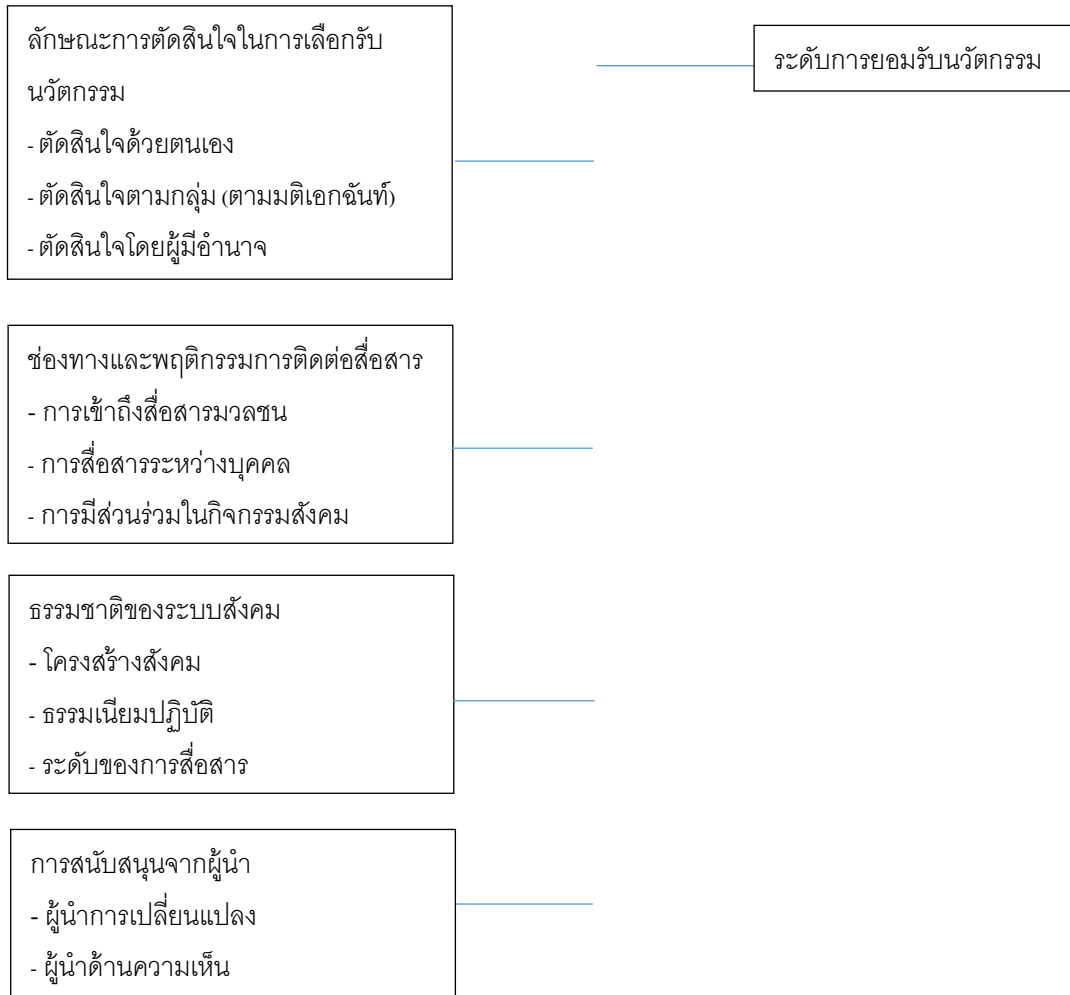 ลักษณะการตัดสินใจในการเลือกรับ
นวัตกรรม
- ตัดสินใจด้วยตนเอง
- ตัดสินใจตามกลุ่ม (ตามมติเอกฉันท์)
- ตัดสินใจโดยผู้มีอำนาจ
ระดับการยอมรับนวัตกรรม
ช่องทางและพฤติกรรมการติดต่อสื่อสาร
- การเข้าถึงสื่อสารมวลชน
- การสื่อสารระหว่างบุคคล
- การมีส่วนร่วมในกิจกรรมสังคม
ธรรมชาติของระบบสังคม
- โครงสร้างสังคม
- ธรรมเนียมปฏิบัติ
- ระดับของการสื่อสาร
การสนับสนุนจากผู้นำ
- ผู้นำการเปลี่ยนแปลง
- ผู้นำด้านความเห็น